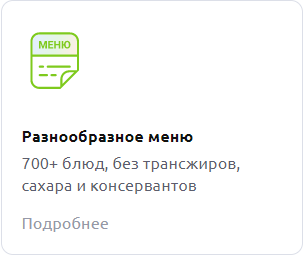 МЕНЮ
Разнообразное меню
700+ блюд, без трансжиров,
сахара и консервантов
Подробнее